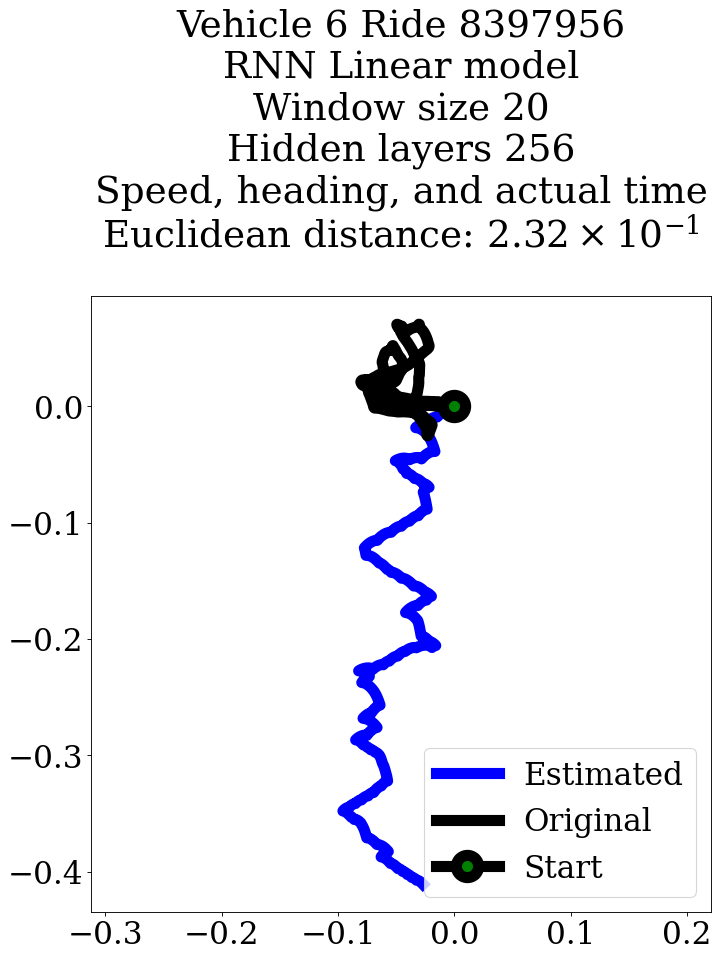 Vehicle 6 Ride 8397956
RNN Linear model
Window size 20
Hidden layers 256
Speed, heading, and actual time
Euclidean distance: 2.32 × 10⁻¹
0.0
−0.1
−0.2
−0.3
−0.4
Estimated
Original
Start
−0.3 −0.2 −0.1 0.0 0.1 0.2